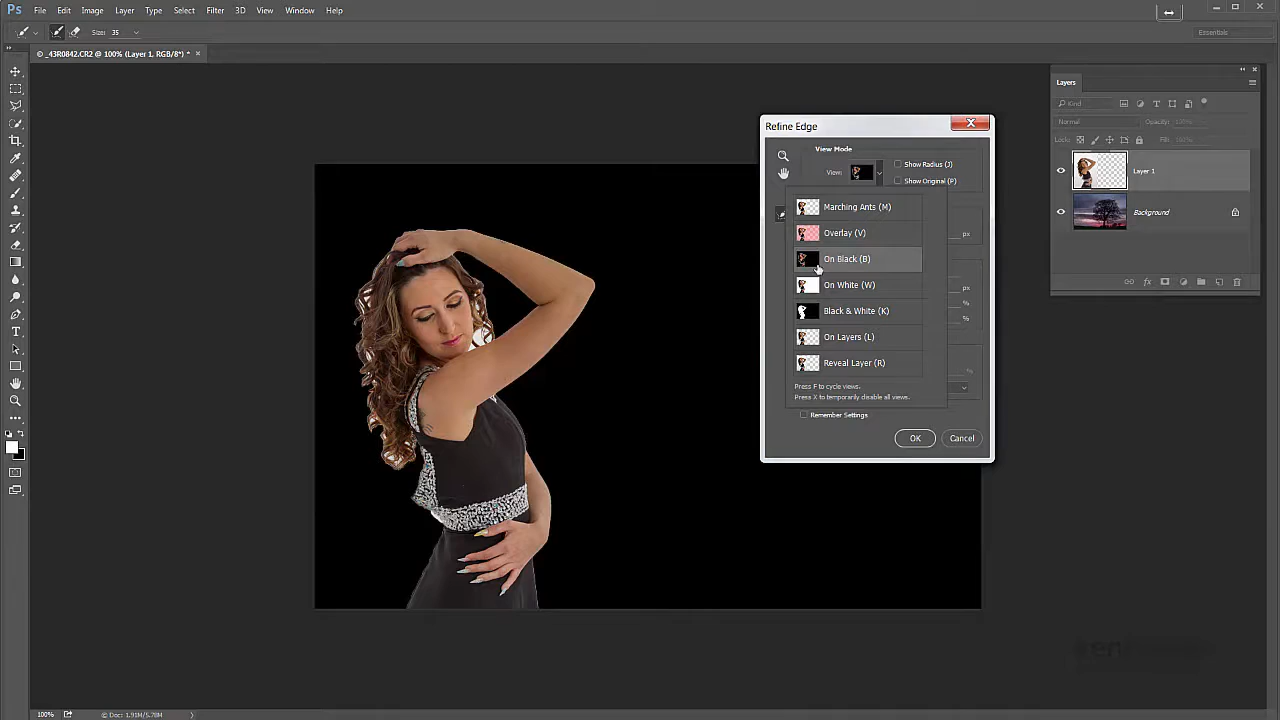 Ps File Edit Image Layer Type Select Filter 3D View Window Help
Size: 35
Essentials
© _43R0842.CR2 @ 100% (Layer 1, RGB/8*) *
Layers
Kind
Normal Opacity: 100%
Lock: Fill: 100%
Layer 1
Background
Refine Edge
View Mode
View: Show Radius (J)
Show Original (P)
Marching Ants (M)
Overlay (V)
px
On Black (B)
On White (W)
px
Black & White (K)
%
%
On Layers (L)
Reveal Layer (R)
%
Press F to cycle views.
Press X to temporarily disable all views.
Remember Settings
OK Cancel
100% Doc: 1.91M/5.78M